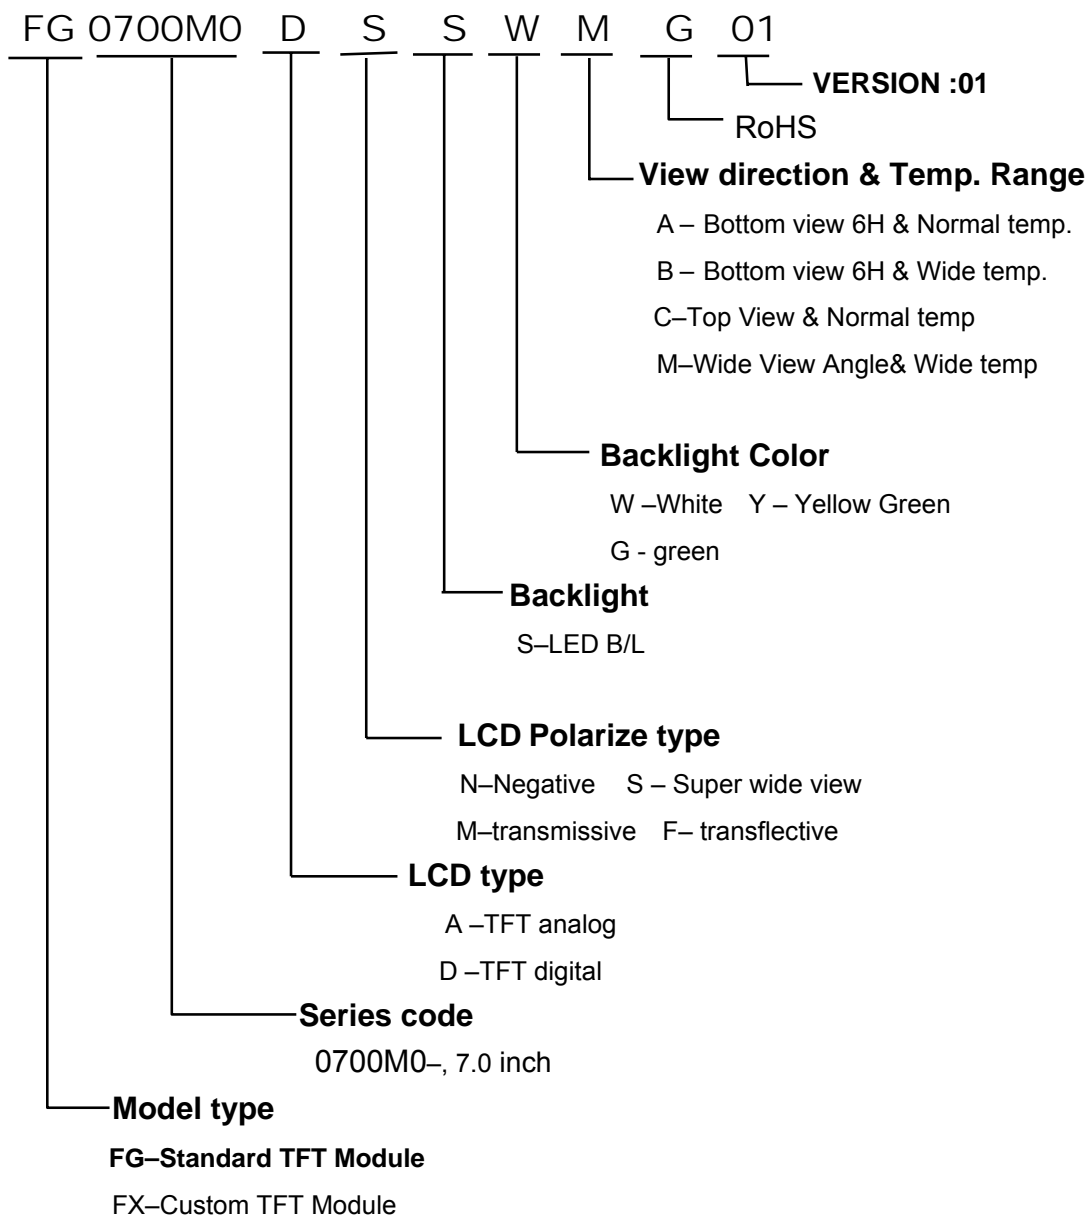 FG 0700M0 D S S W M G 01
VERSION :01
RoHS
View direction & Temp. Range
A – Bottom view 6H & Normal temp.
B – Bottom view 6H & Wide temp.
C–Top View & Normal temp
M–Wide View Angle& Wide temp
Backlight Color
W –White Y – Yellow Green
G - green
Backlight
S–LED B/L
LCD Polarize type
N–Negative S – Super wide view
M–transmissive F– transflective
LCD type
A –TFT analog
D –TFT digital
Series code
0700M0–, 7.0 inch
Model type
FG–Standard TFT Module
FX–Custom TFT Module